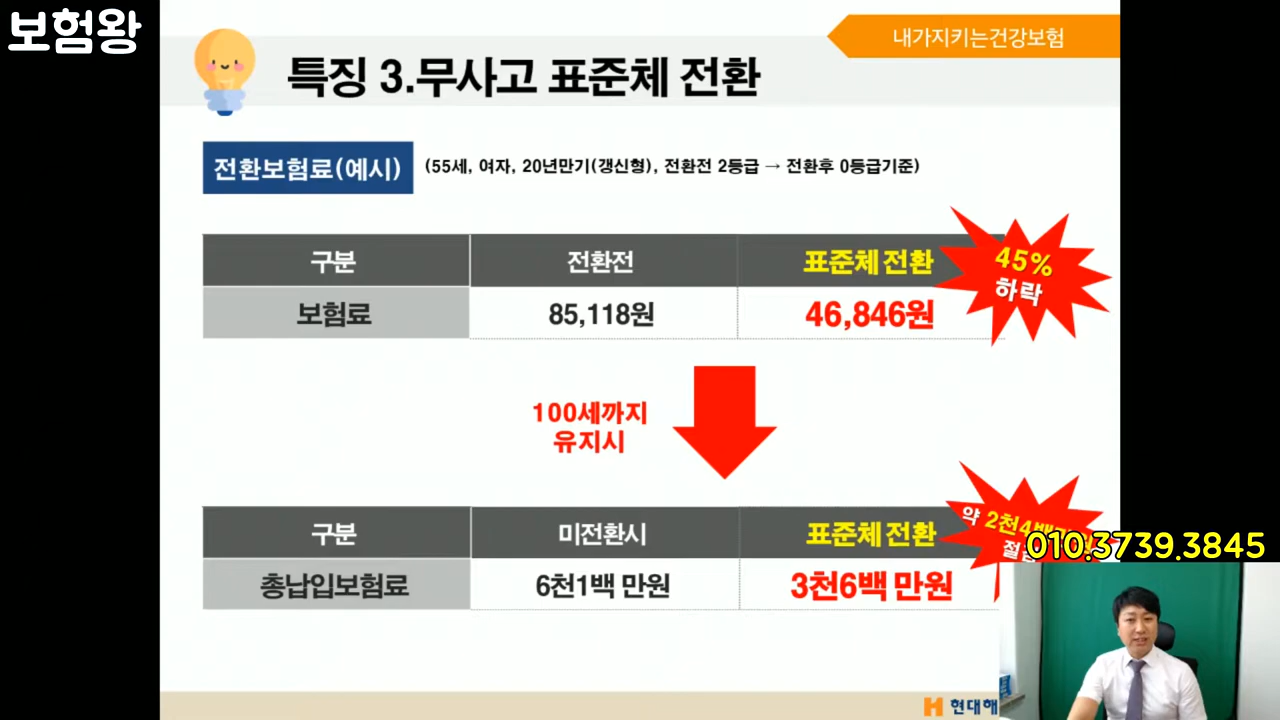 보험왕
내가지키는건강보험
특징 3.무사고 표준체 전환
전환보험료(예시) (55세, 여자, 20년만기(갱신형), 전환전 2등급 → 전환후 0등급기준)
구분 전환전 표준체 전환
45%
하락
보험료 85,118원 46,846원
100세까지
유지시
구분 미전환시 표준체 전환
약 2천4백
010.3739.3845
총납입보험료 6천1백 만원 3천6백 만원
현대해